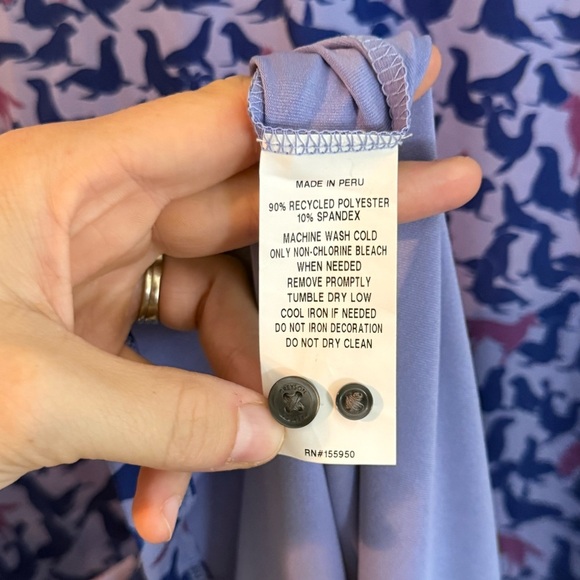 MADE IN PERU
90% RECYCLED POLYESTER
10% SPANDEX
MACHINE WASH COLD
ONLY NON-CHLORINE BLEACH
WHEN NEEDED
REMOVE PROMPTLY
TUMBLE DRY LOW
COOL IRON IF NEEDED
DO NOT IRON DECORATION
DO NOT DRY CLEAN
RN#155950